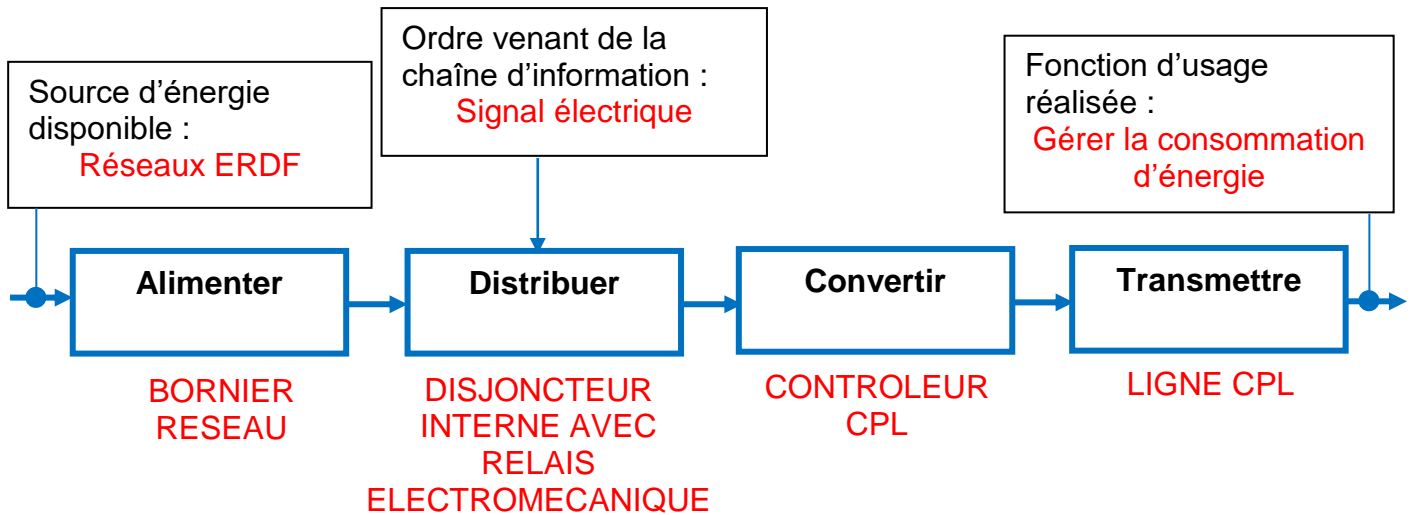 Source d'énergie
disponible :
Réseaux ERDF
Ordre venant de la
chaîne d'information :
Signal électrique
Fonction d'usage
réalisée :
Gérer la consommation
d'énergie
Alimenter
Distribuer
Convertir
Transmettre
BORNIER
RESEAU
DISJONCTEUR
INTERNE AVEC
RELAIS
ELECTROMECANIQUE
CONTROLEUR
CPL
LIGNE CPL